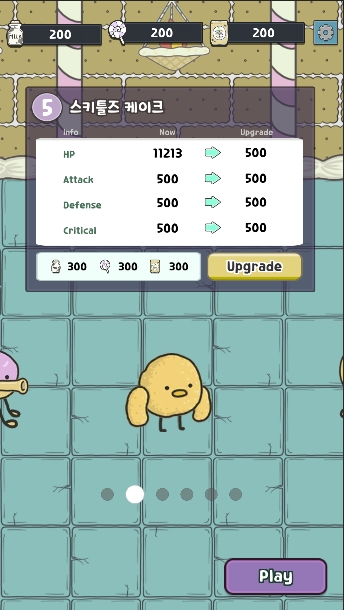 200 200 200
5 스키틀즈 케이크
Info Now Upgrade
HP 11213 500
Attack 500 500
Defense 500 500
Critical 500 500
300 300 300 Upgrade
Play